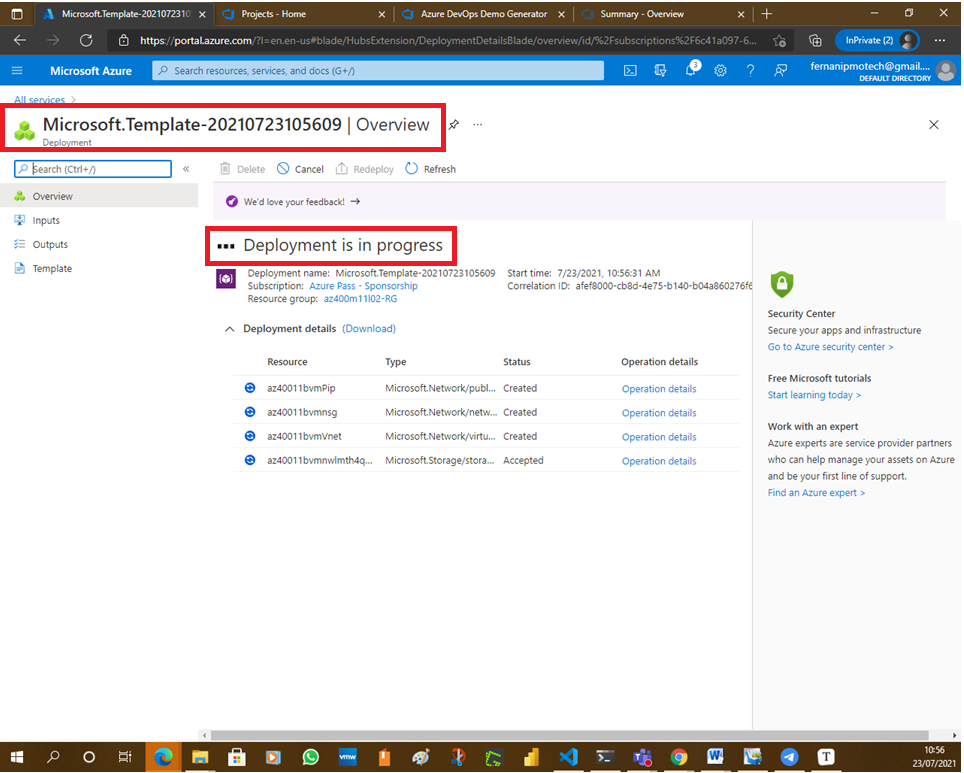 Microsoft.Template-202107231056
Projects - Home
Azure DevOps Demo Generator
Summary - Overview
https://portal.azure.com/?l=en.en-us#blade/HubsExtension/DeploymentDetailsBlade/overview/id/%2Fsubscriptions%2F6c41a097-6...
InPrivate (2)
Microsoft Azure
Search resources, services, and docs (G+/)
3
fernanipmotech@gmail....
DEFAULT DIRECTORY
All services >
Microsoft.Template-20210723105609 | Overview
Deployment
Search (Ctrl+/)
«
Delete
Cancel
Redeploy
Refresh
Overview
Inputs
Outputs
Template
We'd love your feedback! →
Deployment is in progress
Deployment name: Microsoft.Template-20210723105609
Subscription: Azure Pass - Sponsorship
Resource group: az400m11l02-RG
Start time: 7/23/2021, 10:56:31 AM
Correlation ID: afef8000-cb8d-4e75-b140-b04a860276f6
Deployment details (Download)
Resource Type Status Operation details
az40011bvmPip Microsoft.Network/publ... Created Operation details
az40011bvmnsg Microsoft.Network/netw... Created Operation details
az40011bvmVnet Microsoft.Network/virtu... Created Operation details
az40011bvmnwlmth4q... Microsoft.Storage/stora... Accepted Operation details
Security Center
Secure your apps and infrastructure
Go to Azure security center >
Free Microsoft tutorials
Start learning today >
Work with an expert
Azure experts are service provider partners
who can help manage your assets on Azure
and be your first line of support.
Find an Azure expert >
vmw
W
T
10:56
23/07/2021